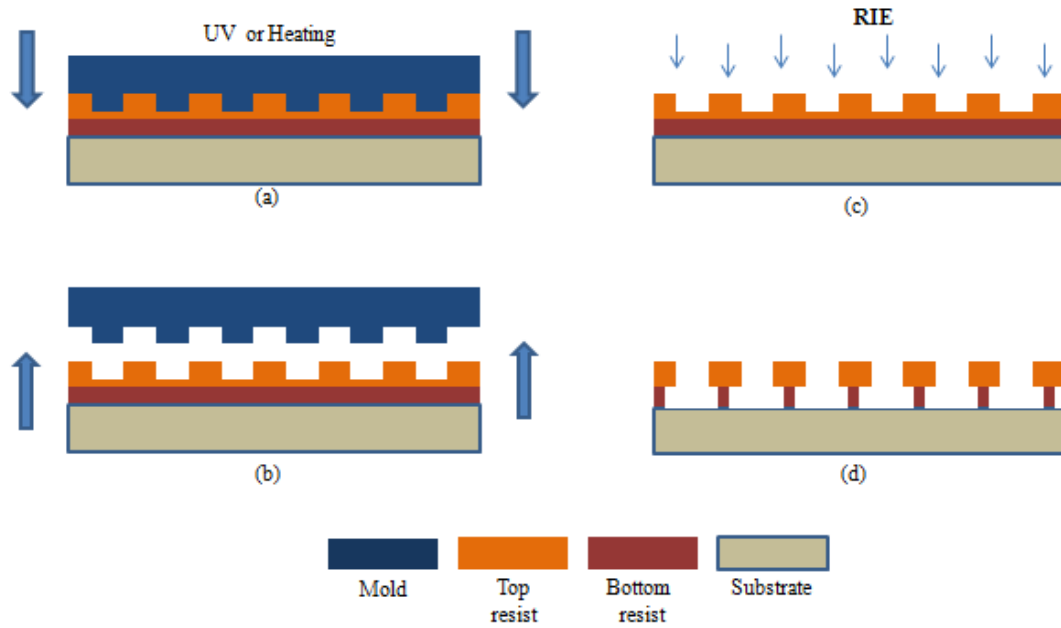 UV or Heating
(a)
RIE
(c)
(b)
(d)
Mold
Top
resist
Bottom
resist
Substrate